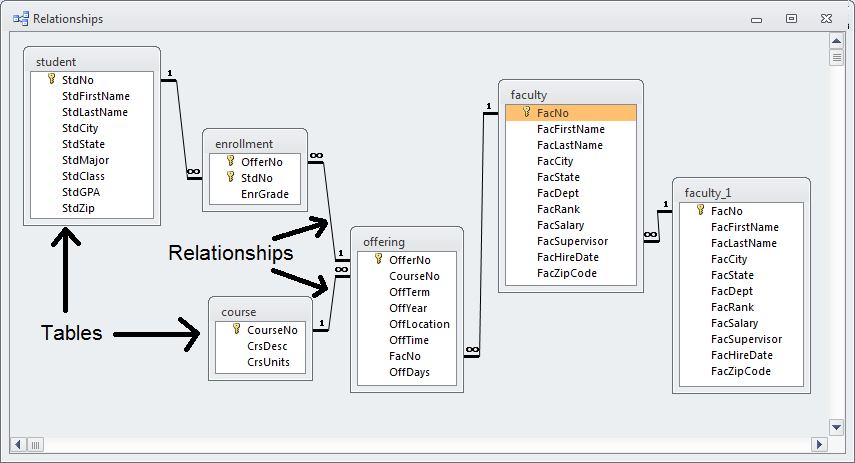 Relationships
student
StdNo
StdFirstName
StdLastName
StdCity
StdState
StdMajor
StdClass
StdGPA
StdZip
1
∞
enrollment
OfferNo
StdNo
EnrGrade
∞
1
Relationships
Tables
course
CourseNo
CrsDesc
CrsUnits
1
∞
offering
OfferNo
CourseNo
OffTerm
OffYear
OffLocation
OffTime
FacNo
OffDays
∞
1
faculty
FacNo
FacFirstName
FacLastName
FacCity
FacState
FacDept
FacRank
FacSalary
FacSupervisor
FacHireDate
FacZipCode
∞
1
faculty_1
FacNo
FacFirstName
FacLastName
FacCity
FacState
FacDept
FacRank
FacSalary
FacSupervisor
FacHireDate
FacZipCode